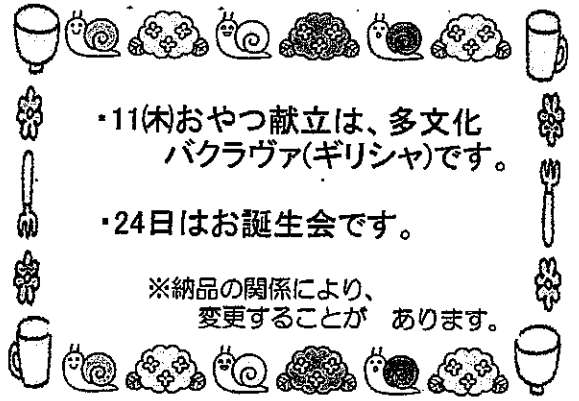 ・11㈭おやつ献立は、多文化
バクラヴァ(ギリシャ)です。
・24日はお誕生会です。
※納品の関係により、
変更することが　あります。